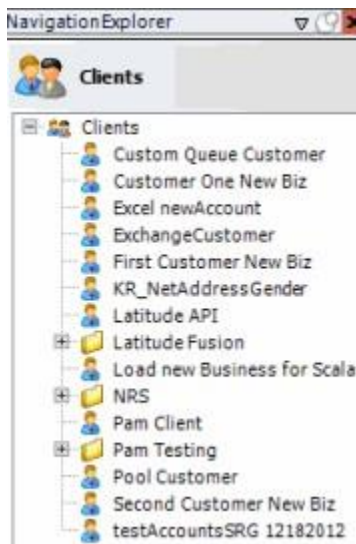 NavigationExplorer
Clients
Clients
Custom Queue Customer
Customer One New Biz
Excel newAccount
ExchangeCustomer
First Customer New Biz
KR_NetAddressGender
Latitude API
Latitude Fusion
Load new Business for Scala
NRS
Pam Client
Pam Testing
Pool Customer
Second Customer New Biz
testAccountsSRG 12182012